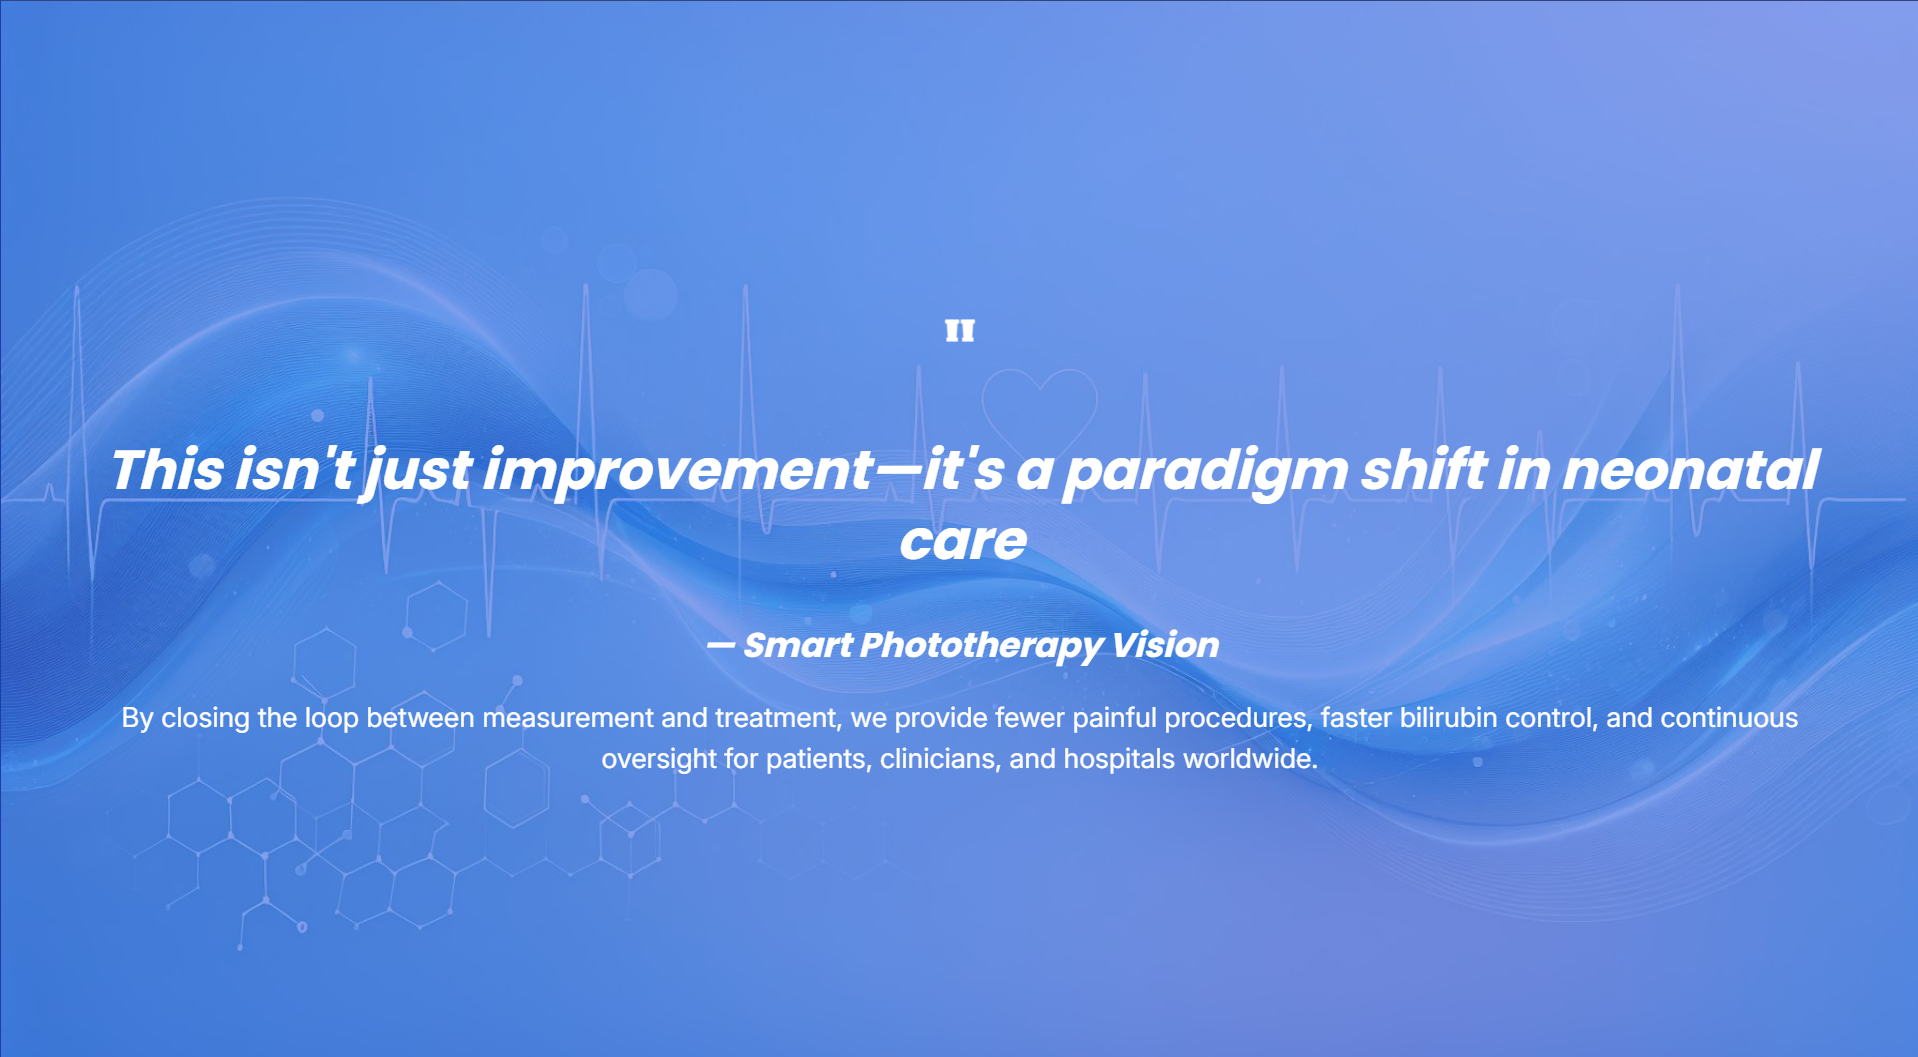 "
This isn't just improvement—it's a paradigm shift in neonatal
care
— Smart Phototherapy Vision
By closing the loop between measurement and treatment, we provide fewer painful procedures, faster bilirubin control, and continuous
oversight for patients, clinicians, and hospitals worldwide.